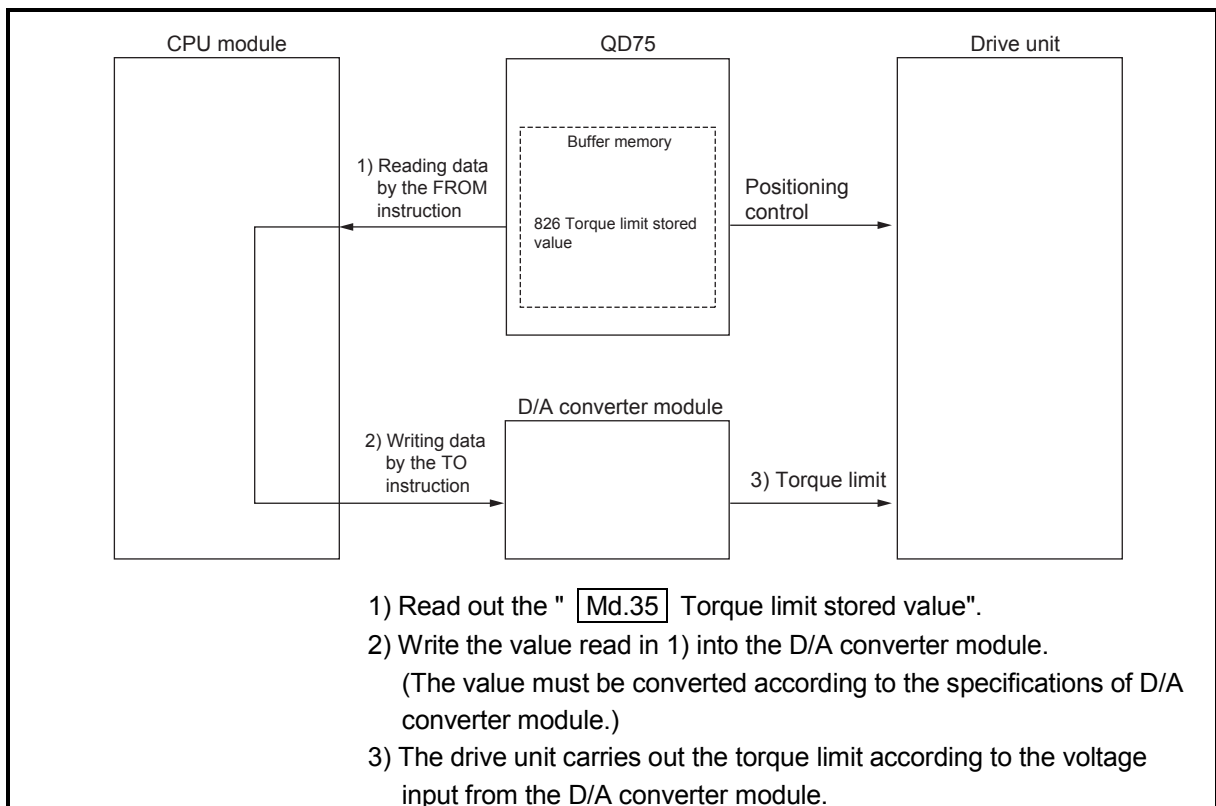 CPU module
QD75
Drive unit
Buffer memory
1) Reading data
by the FROM
instruction
826 Torque limit stored
value
Positioning
control
D/A converter module
2) Writing data
by the TO
instruction
3) Torque limit
1) Read out the " Md.35 Torque limit stored value".
2) Write the value read in 1) into the D/A converter module.
(The value must be converted according to the specifications of D/A
converter module.)
3) The drive unit carries out the torque limit according to the voltage
input from the D/A converter module.